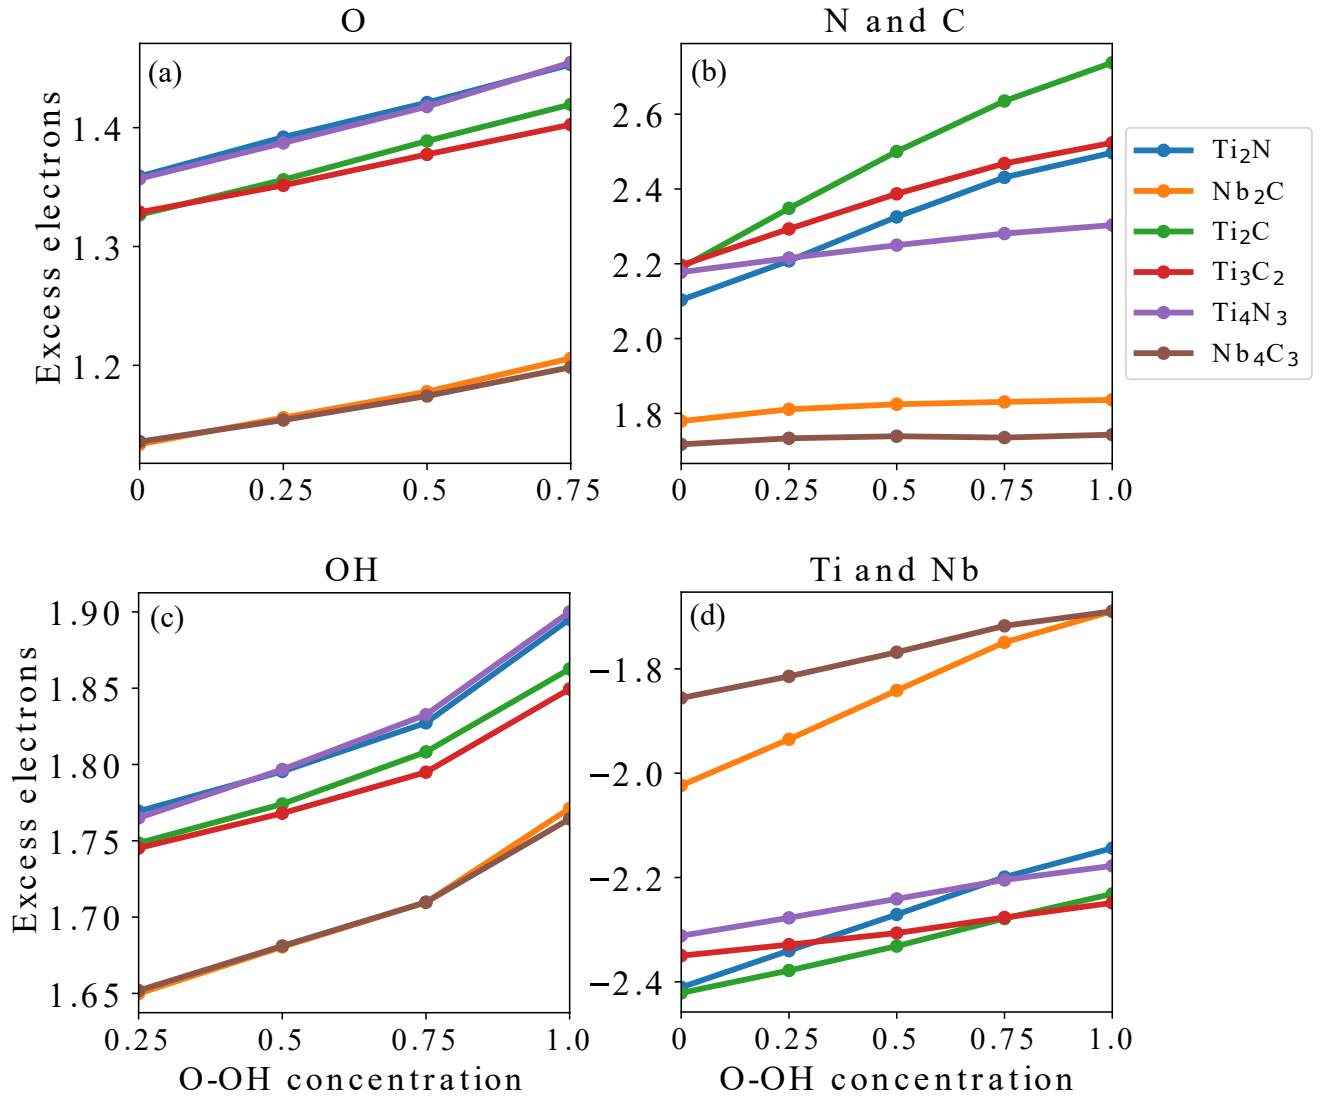 O
(a)
Excess electrons
1.4
1.3
1.2
0 0.25 0.5 0.75
N and C
(b)
2.6
2.4
2.2
2.0
1.8
0 0.25 0.5 0.75 1.0
Ti₂N
Nb₂C
Ti₂C
Ti₃C₂
Ti₄N₃
Nb₄C₃
OH
(c)
Excess electrons
1.90
1.85
1.80
1.75
1.70
1.65
0.25 0.5 0.75 1.0
O-OH concentration
Ti and Nb
(d)
−1.8
−2.0
−2.2
−2.4
0 0.25 0.5 0.75 1.0
O-OH concentration